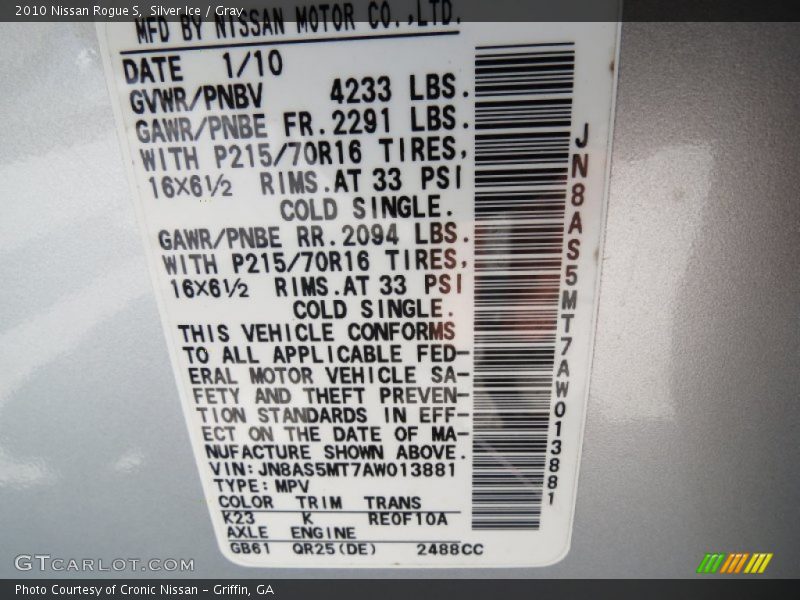 2010 Nissan Rogue S, Silver Ice / Gray
MFD BY NISSAN MOTOR CO.,LTD.
DATE 1/10
GVWR/PNBV 4233 LBS.
GAWR/PNBE FR.2291 LBS.
WITH P215/70R16 TIRES,
16X6½ RIMS.AT 33 PSI
COLD SINGLE.
GAWR/PNBE RR.2094 LBS.
WITH P215/70R16 TIRES,
16X6½ RIMS.AT 33 PSI
COLD SINGLE.
THIS VEHICLE CONFORMS
TO ALL APPLICABLE FED-
ERAL MOTOR VEHICLE SA-
FETY AND THEFT PREVEN-
TION STANDARDS IN EFF-
ECT ON THE DATE OF MA-
NUFACTURE SHOWN ABOVE.
VIN:JN8AS5MT7AW013881
TYPE:MPV
COLOR TRIM TRANS
K23 K RE0F10A
AXLE ENGINE
GB61 QR25(DE) 2488CC
JN8AS5MT7AW013881
GTCARLOT.COM
Photo Courtesy of Cronic Nissan - Griffin, GA